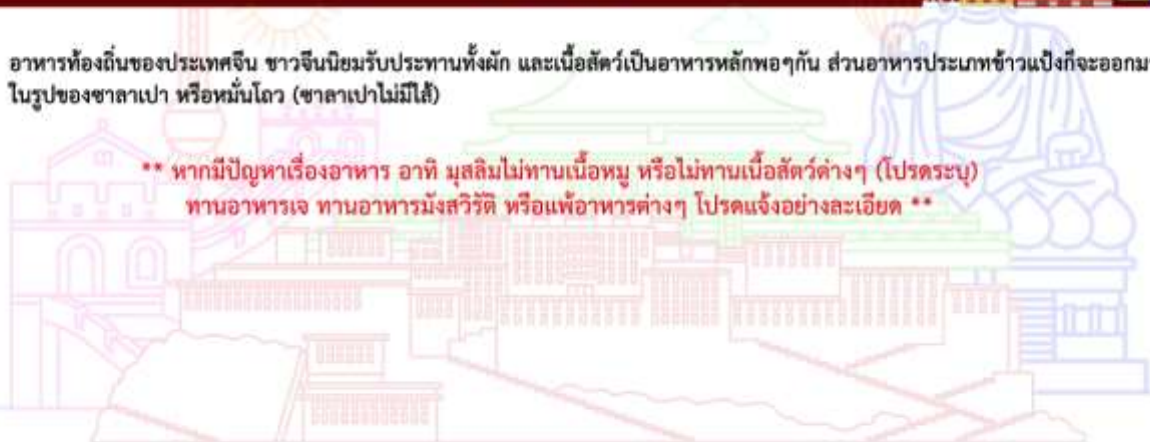 อาหารท้องถิ่นของประเทศจีน ชาวจีนนิยมรับประทานทั้งผัก และเนื้อสัตว์เป็นอาหารหลักพอๆกัน ส่วนอาหารประเภทข้าวแป้งก็จะออกม
ในรูปของซาลาเปา หรือหมั่นโถว (ซาลาเปาไม่มีไส้)
** หากมีปัญหาเรื่องอาหาร อาทิ มุสลิมไม่ทานเนื้อหมู หรือไม่ทานเนื้อสัตว์ต่างๆ (โปรดระบุ)
ทานอาหารเจ ทานอาหารมังสวิรัติ หรือแพ้อาหารต่างๆ โปรดแจ้งอย่างละเอียด **